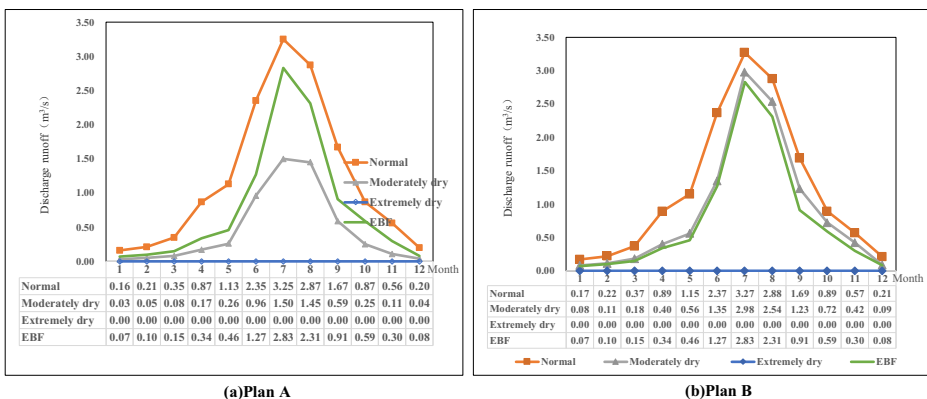 3.50
3.00
2.50
2.00
1.50
1.00
0.50
0.00
Discharge runoff（m³/s）
Normal
Moderately dry
Extremely dry
EBF
1 2 3 4 5 6 7 8 9 10 11 12 Month
Normal 0.16 0.21 0.35 0.87 1.13 2.35 3.25 2.87 1.67 0.87 0.56 0.20
Moderately dry 0.03 0.05 0.08 0.17 0.26 0.96 1.50 1.45 0.59 0.25 0.11 0.04
Extremely dry 0.00 0.00 0.00 0.00 0.00 0.00 0.00 0.00 0.00 0.00 0.00 0.00
EBF 0.07 0.10 0.15 0.34 0.46 1.27 2.83 2.31 0.91 0.59 0.30 0.08
(a)Plan A
3.50
3.00
2.50
2.00
1.50
1.00
0.50
0.00
Discharge runoff（m³/s）
1 2 3 4 5 6 7 8 9 10 11 12 Month
Normal 0.17 0.22 0.37 0.89 1.15 2.37 3.27 2.88 1.69 0.89 0.57 0.21
Moderately dry 0.08 0.11 0.18 0.40 0.56 1.35 2.98 2.54 1.23 0.72 0.42 0.09
Extremely dry 0.00 0.00 0.00 0.00 0.00 0.00 0.00 0.00 0.00 0.00 0.00 0.00
EBF 0.07 0.10 0.15 0.34 0.46 1.27 2.83 2.31 0.91 0.59 0.30 0.08
Normal Moderately dry Extremely dry EBF
(b)Plan B